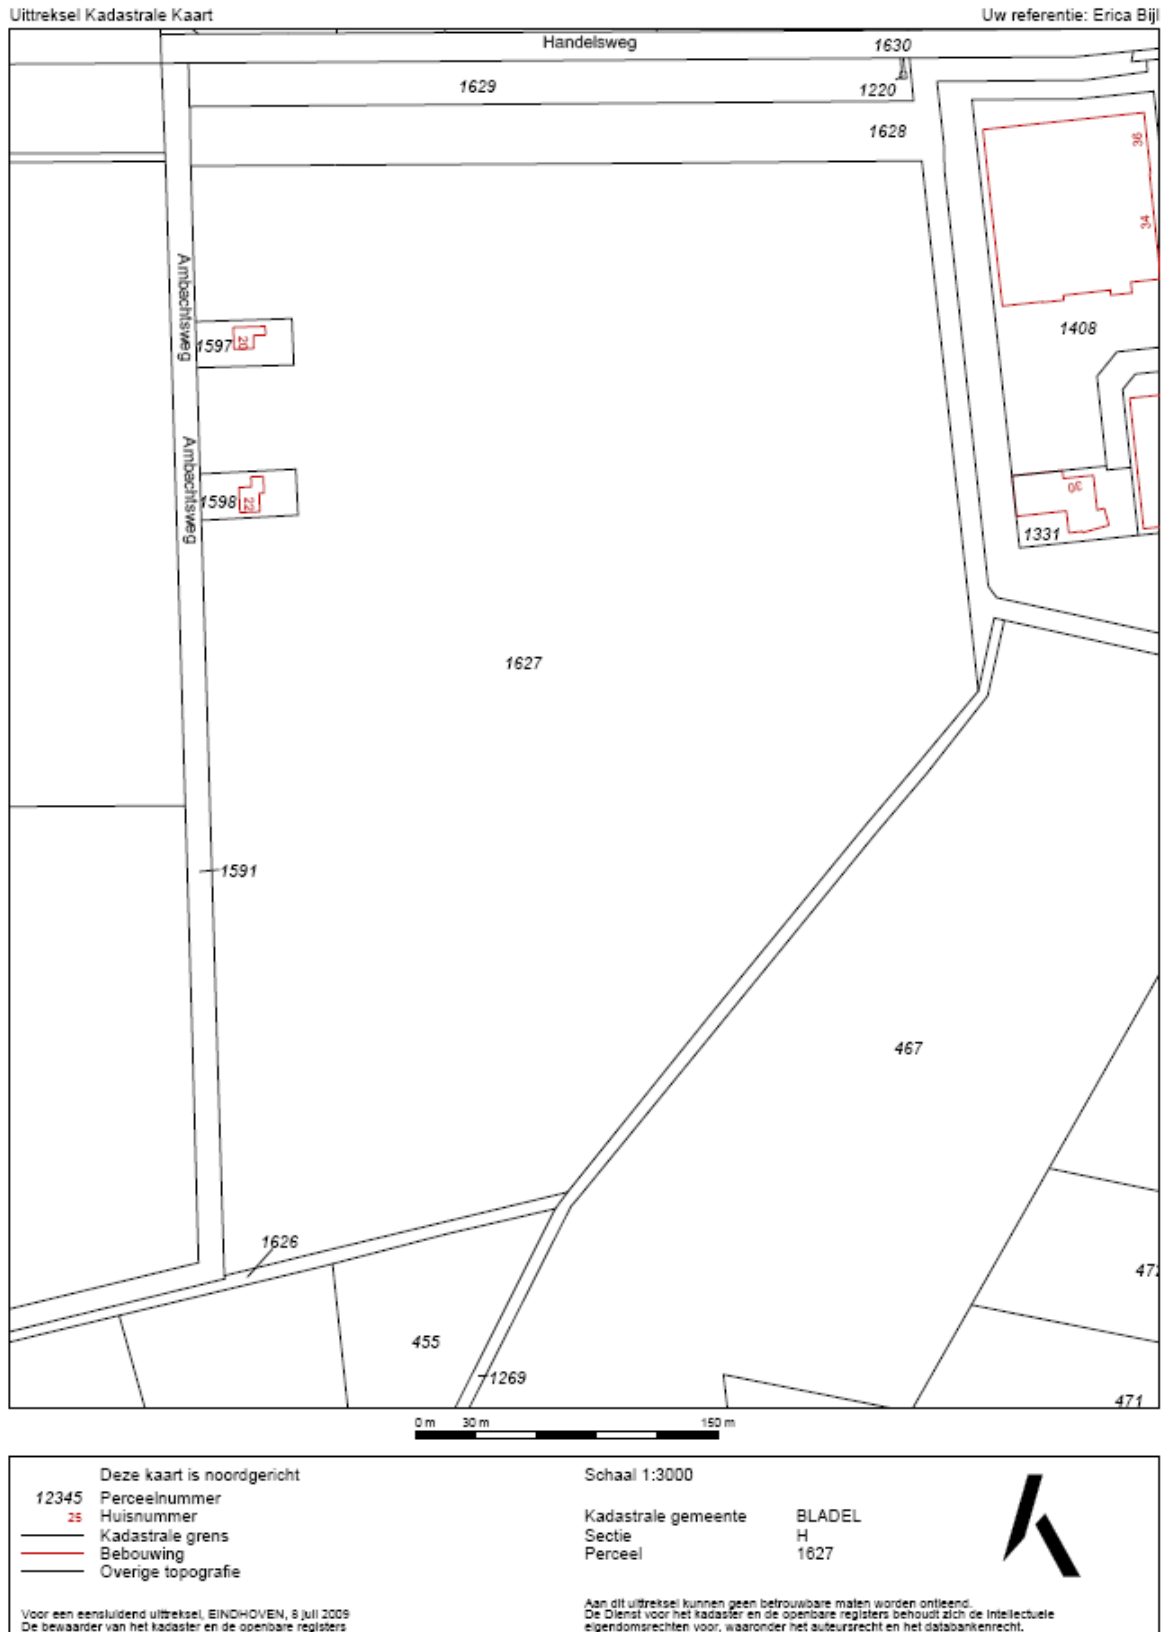 Uittreksel Kadastrale Kaart
Uw referentie: Erica Bijl
Handelsweg
1630
1629
1220
1628
36
34
Ambachtsweg
1597
20
1408
Ambachtsweg
1598
22
30
1331
1627
1591
467
1626
455
1269
471
0 m 30 m 150 m
Deze kaart is noordgericht
12345 Perceelnummer
25 Huisnummer
Kadastrale grens
Bebouwing
Overige topografie
Schaal 1:3000
Kadastrale gemeente BLADEL
Sectie H
Perceel 1627
Voor een eensluidend uittreksel, EINDHOVEN, 8 juli 2009
De bewaarder van het kadaster en de openbare registers
Aan dit uittreksel kunnen geen betrouwbare maten worden ontleend.
De Dienst voor het kadaster en de openbare registers behoudt zich de intellectuele
eigendomsrechten voor, waaronder het auteursrecht en het databankenrecht.